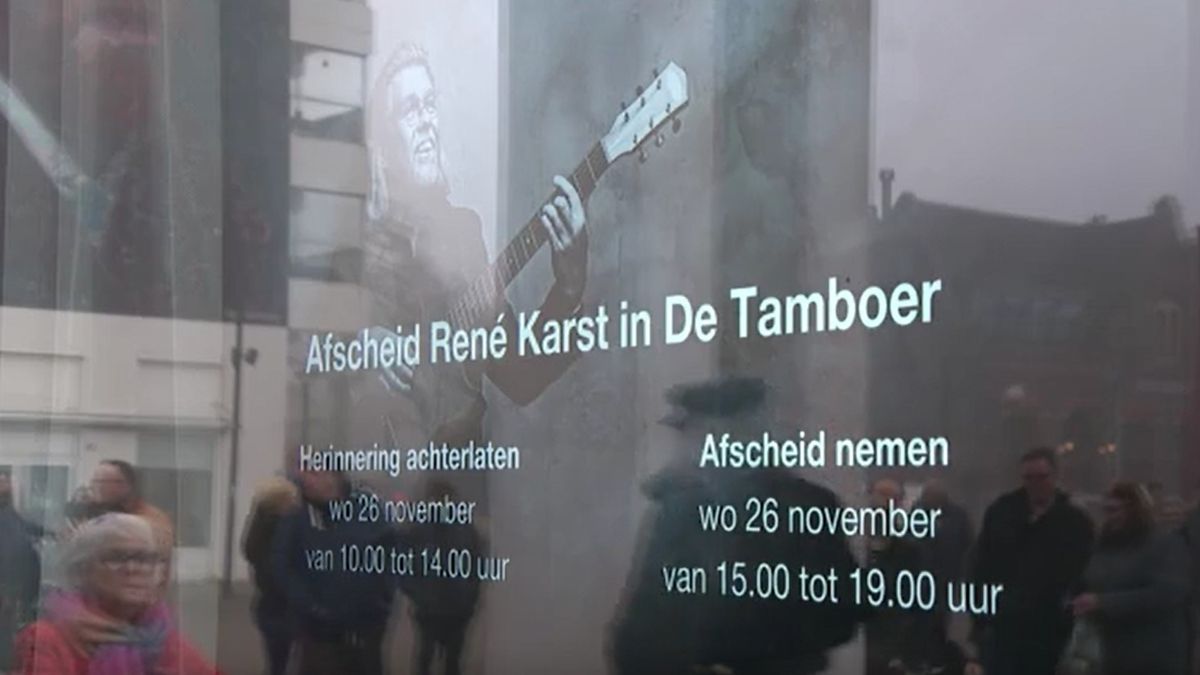 Afscheid René Karst in De Tamboer
Herinnering achterlaten
wo 26 november
van 10.00 tot 14.00 uur
Afscheid nemen
wo 26 november
van 15.00 tot 19.00 uur